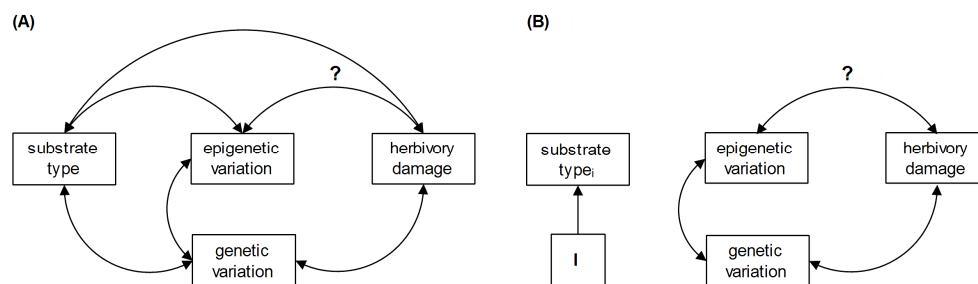 (A)
?
substrate
type
epigenetic
variation
herbivory
damage
genetic
variation
(B)
?
substrate
typeᵢ
epigenetic
variation
herbivory
damage
I
genetic
variation